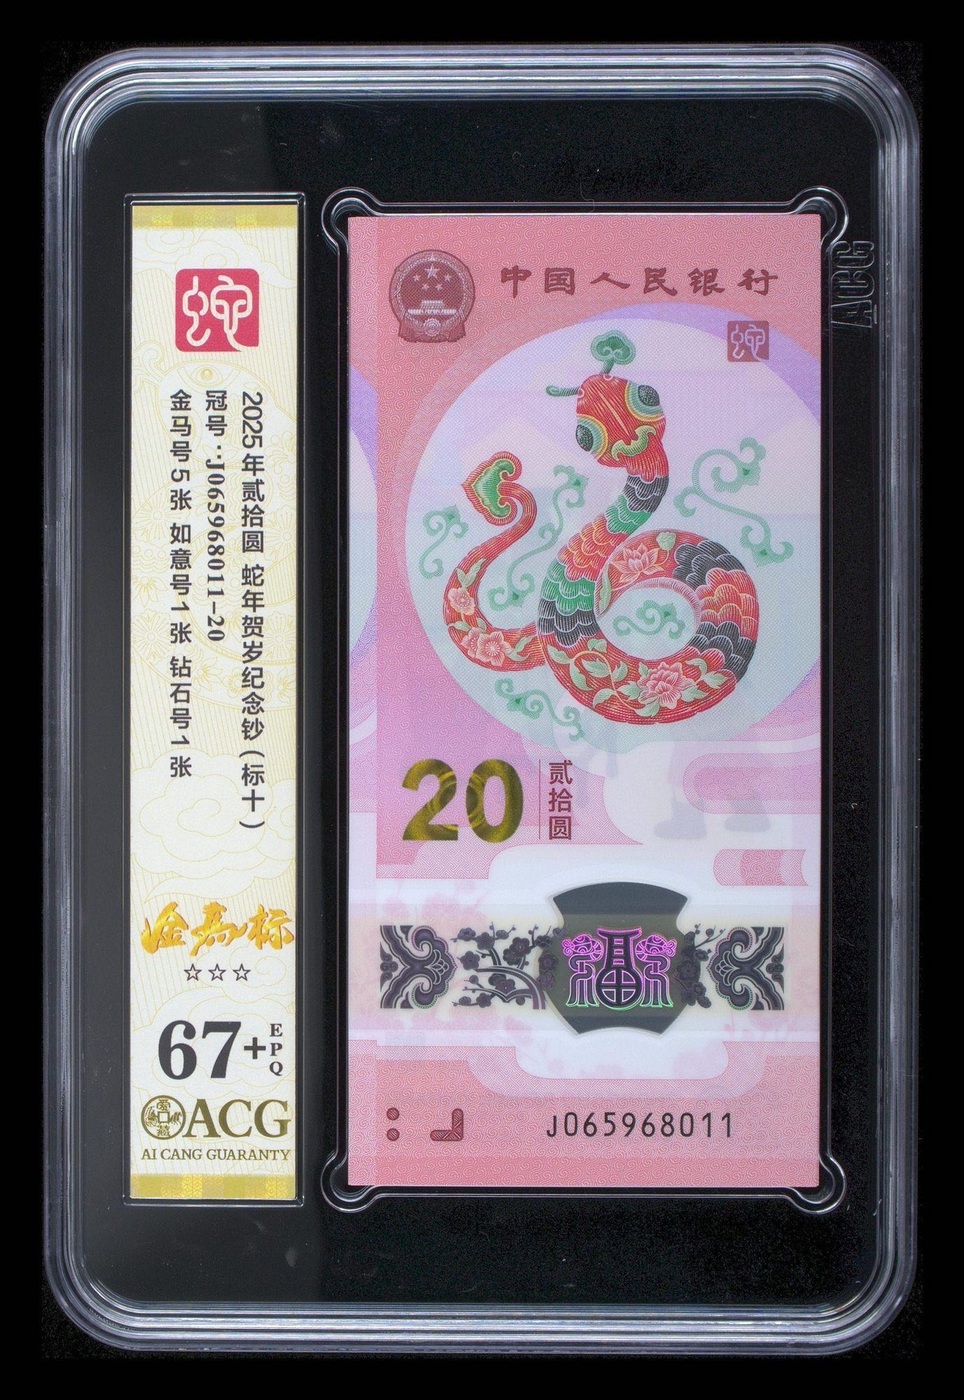 蛇
2025年贰拾圆 蛇年贺岁纪念钞(标十)
冠号:J065968011-20
金马号5张 如意号1张 钻石号1张
金马标
☆☆☆
67+EPQ
ACG
AI CANG GUARANTY
中国人民银行
蛇
20
贰拾圆
福
J065968011
ACG